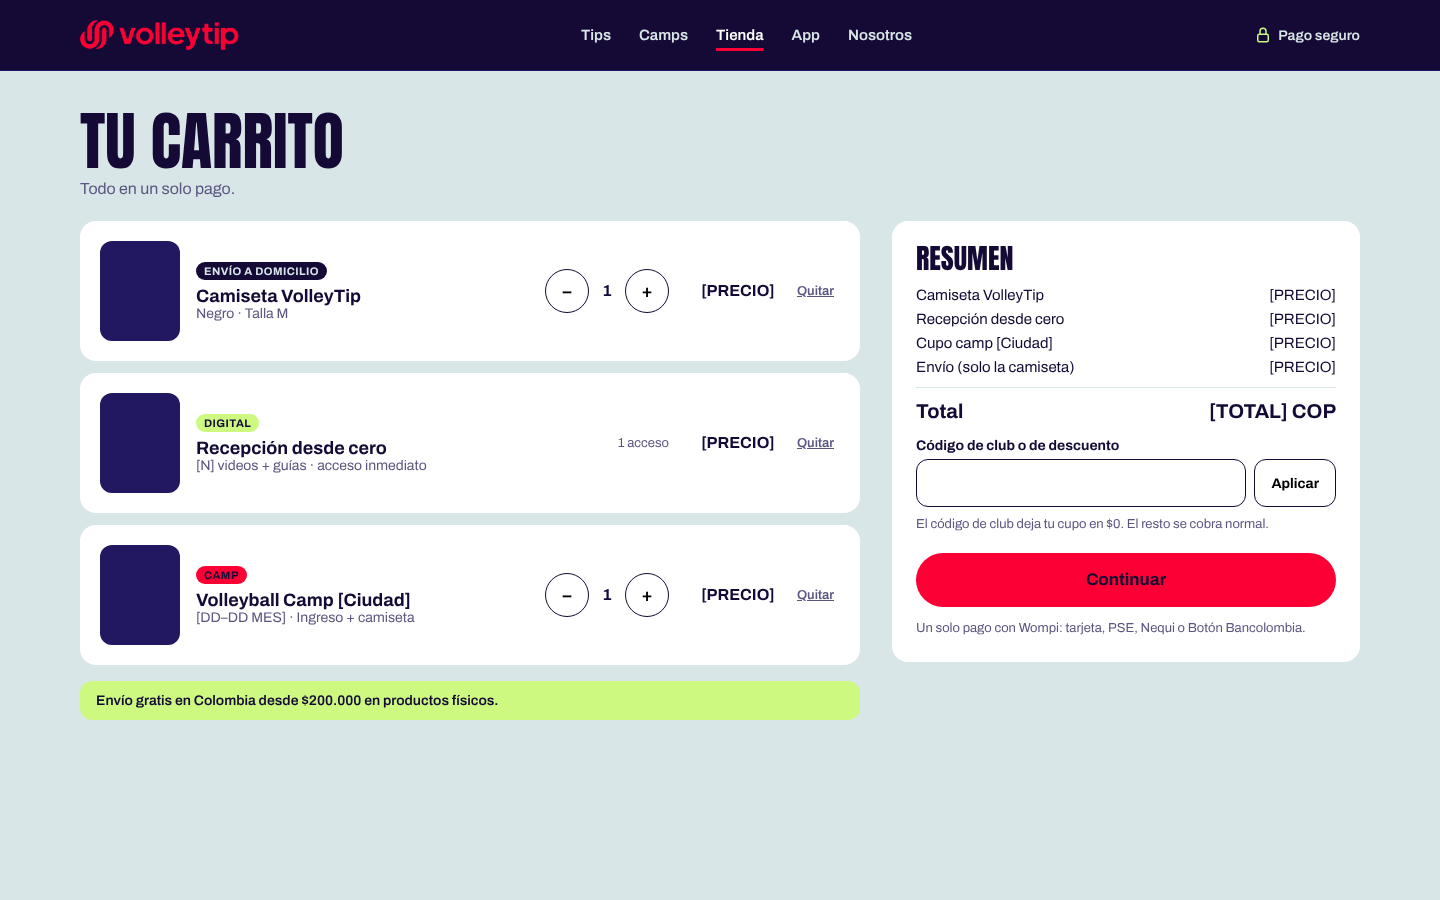 volleytip
Tips
Camps
Tienda
App
Nosotros
Pago seguro
TU CARRITO
Todo en un solo pago.
ENVÍO A DOMICILIO
Camiseta VolleyTip
Negro · Talla M
− 1 +
[PRECIO]
Quitar
DIGITAL
Recepción desde cero
[N] videos + guías · acceso inmediato
1 acceso
[PRECIO]
Quitar
CAMP
Volleyball Camp [Ciudad]
[DD–DD MES] · Ingreso + camiseta
− 1 +
[PRECIO]
Quitar
Envío gratis en Colombia desde $200.000 en productos físicos.
RESUMEN
Camiseta VolleyTip [PRECIO]
Recepción desde cero [PRECIO]
Cupo camp [Ciudad] [PRECIO]
Envío (solo la camiseta) [PRECIO]
Total [TOTAL] COP
Código de club o de descuento
Aplicar
El código de club deja tu cupo en $0. El resto se cobra normal.
Continuar
Un solo pago con Wompi: tarjeta, PSE, Nequi o Botón Bancolombia.